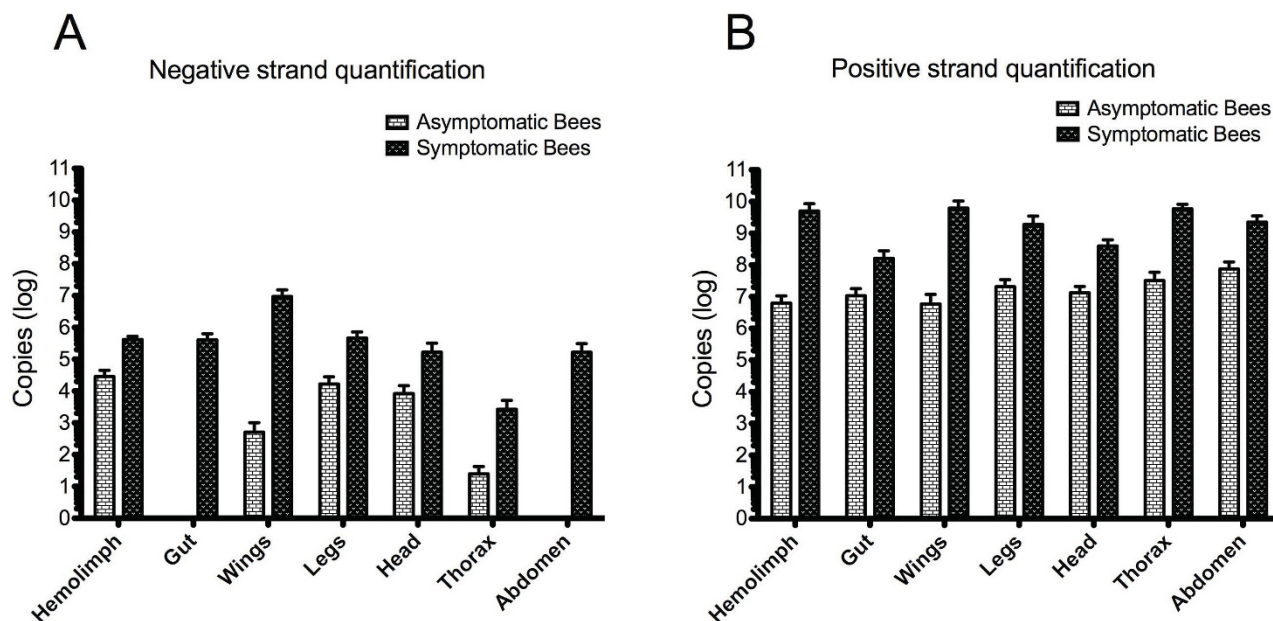 A
Negative strand quantification
Asymptomatic Bees
Symptomatic Bees
Copies (log)
11
10
9
8
7
6
5
4
3
2
1
0
Hemolimph
Gut
Wings
Legs
Head
Thorax
Abdomen
B
Positive strand quantification
Asymptomatic Bees
Symptomatic Bees
Copies (log)
11
10
9
8
7
6
5
4
3
2
1
0
Hemolimph
Gut
Wings
Legs
Head
Thorax
Abdomen